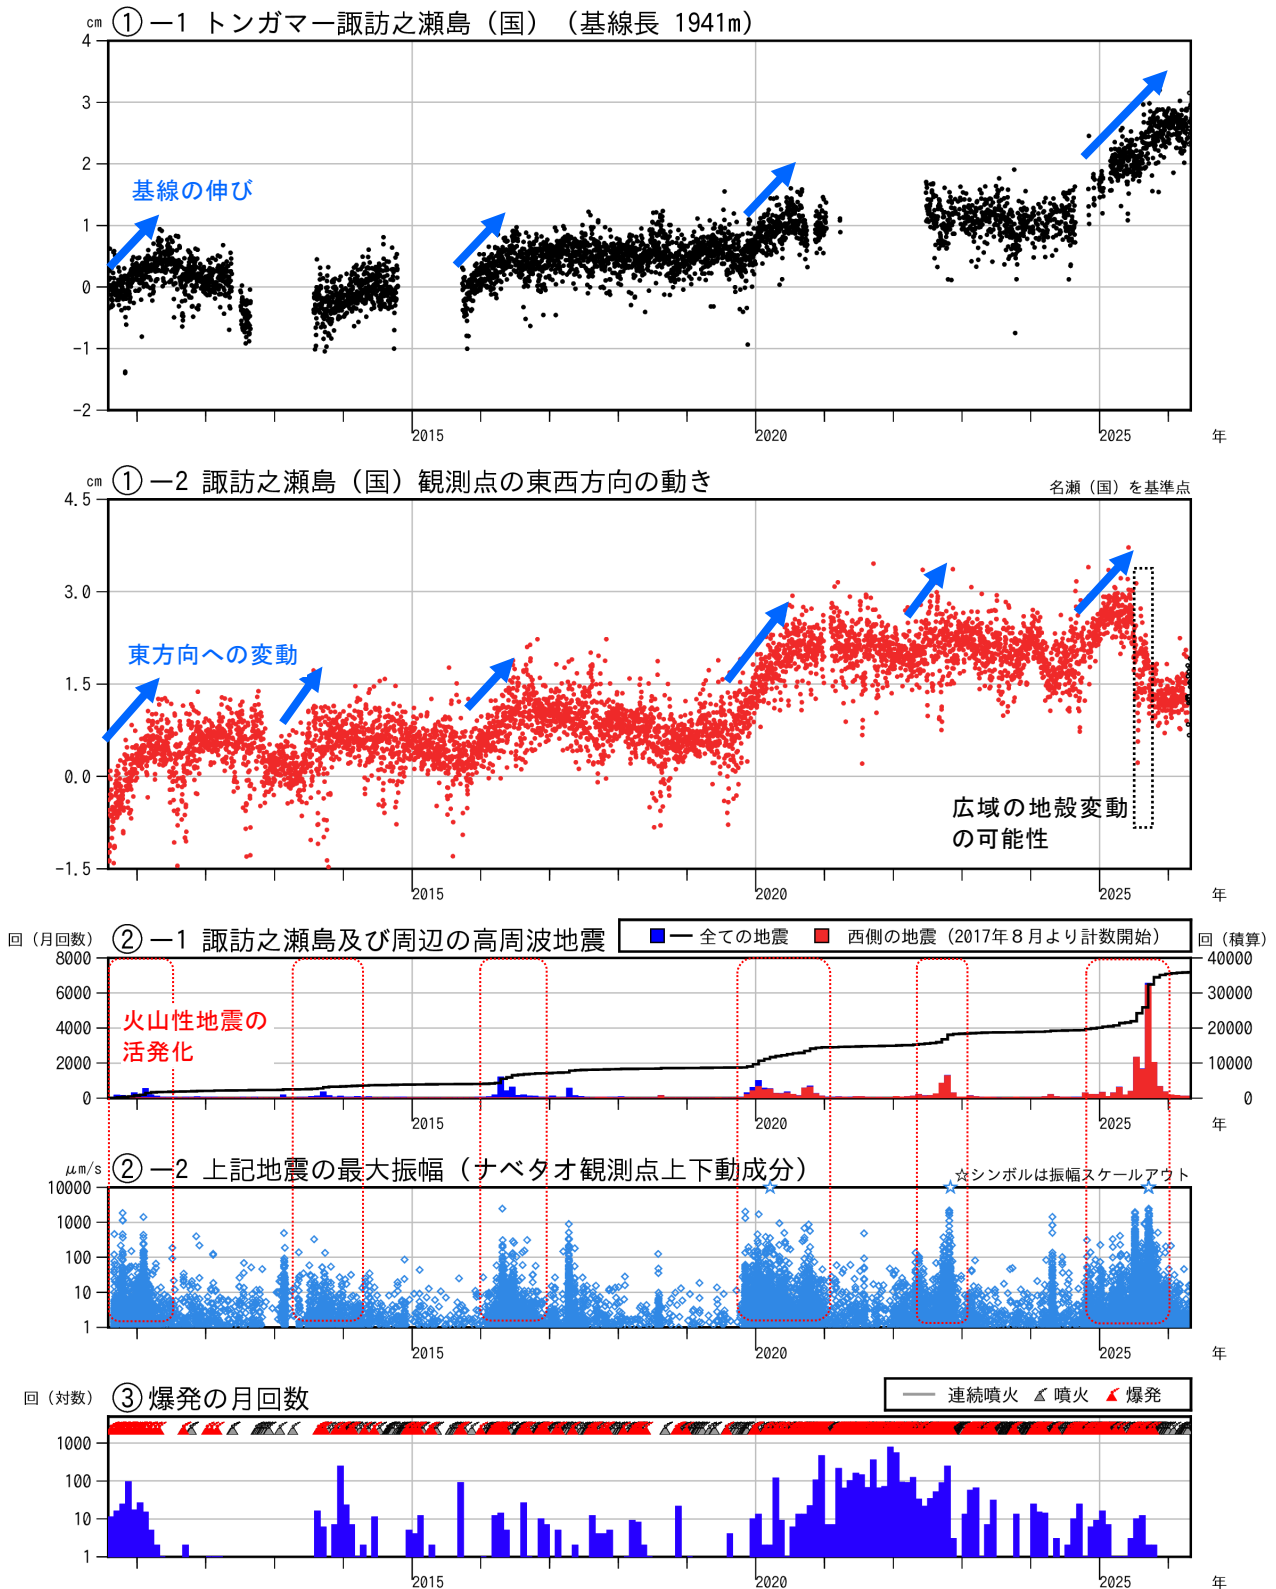 cm ①－1 トンガマー諏訪之瀬島（国）（基線長 1941m）
4
3
2
1
0
-1
-2
基線の伸び
2015 2020 2025 年
cm ①－2 諏訪之瀬島（国）観測点の東西方向の動き
名瀬（国）を基準点
4.5
3.0
1.5
0.0
-1.5
東方向への変動
広域の地殻変動
の可能性
2015 2020 2025 年
回（月回数） ②－1 諏訪之瀬島及び周辺の高周波地震
全ての地震 西側の地震（2017年８月より計数開始）
回（積算）
8000 40000
6000 30000
4000 20000
2000 10000
0 0
火山性地震の
活発化
2015 2020 2025 年
μm/s ②－2 上記地震の最大振幅（ナベタオ観測点上下動成分）
☆シンボルは振幅スケールアウト
10000
1000
100
10
1
2015 2020 2025 年
回（対数） ③爆発の月回数
連続噴火 噴火 爆発
1000
100
10
1
2015 2020 2025 年